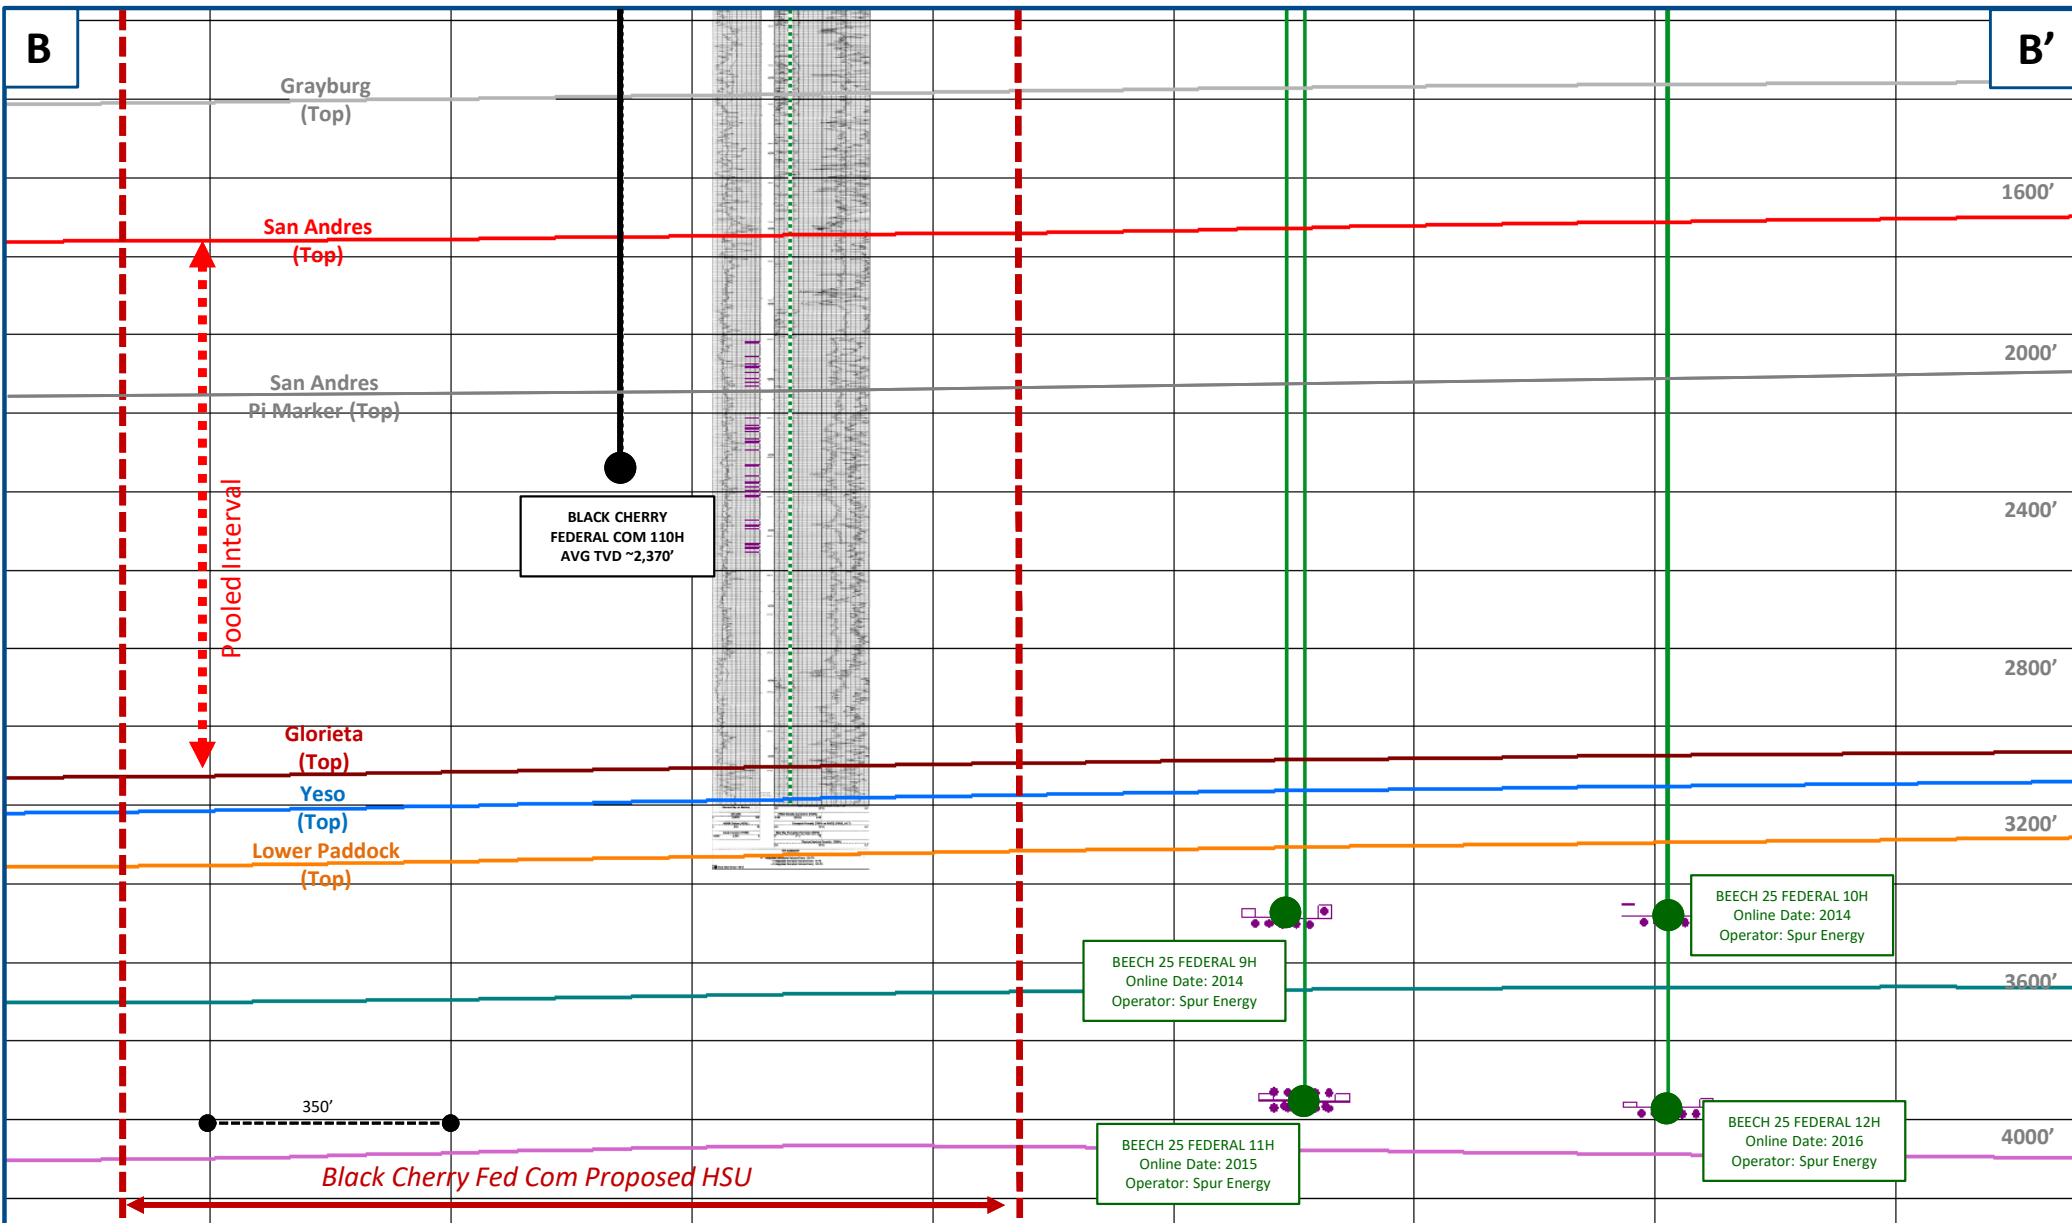 B
B’
Grayburg
(Top)
1600’
San Andres
(Top)
2000’
San Andres
Pi Marker (Top)
Pooled Interval
2400’
BLACK CHERRY
FEDERAL COM 110H
AVG TVD ~2,370’
2800’
Glorieta
(Top)
Yeso
(Top)
3200’
Lower Paddock
(Top)
BEECH 25 FEDERAL 10H
Online Date: 2014
Operator: Spur Energy
BEECH 25 FEDERAL 9H
Online Date: 2014
Operator: Spur Energy
3600’
350’
BEECH 25 FEDERAL 11H
Online Date: 2015
Operator: Spur Energy
BEECH 25 FEDERAL 12H
Online Date: 2016
Operator: Spur Energy
4000’
Black Cherry Fed Com Proposed HSU